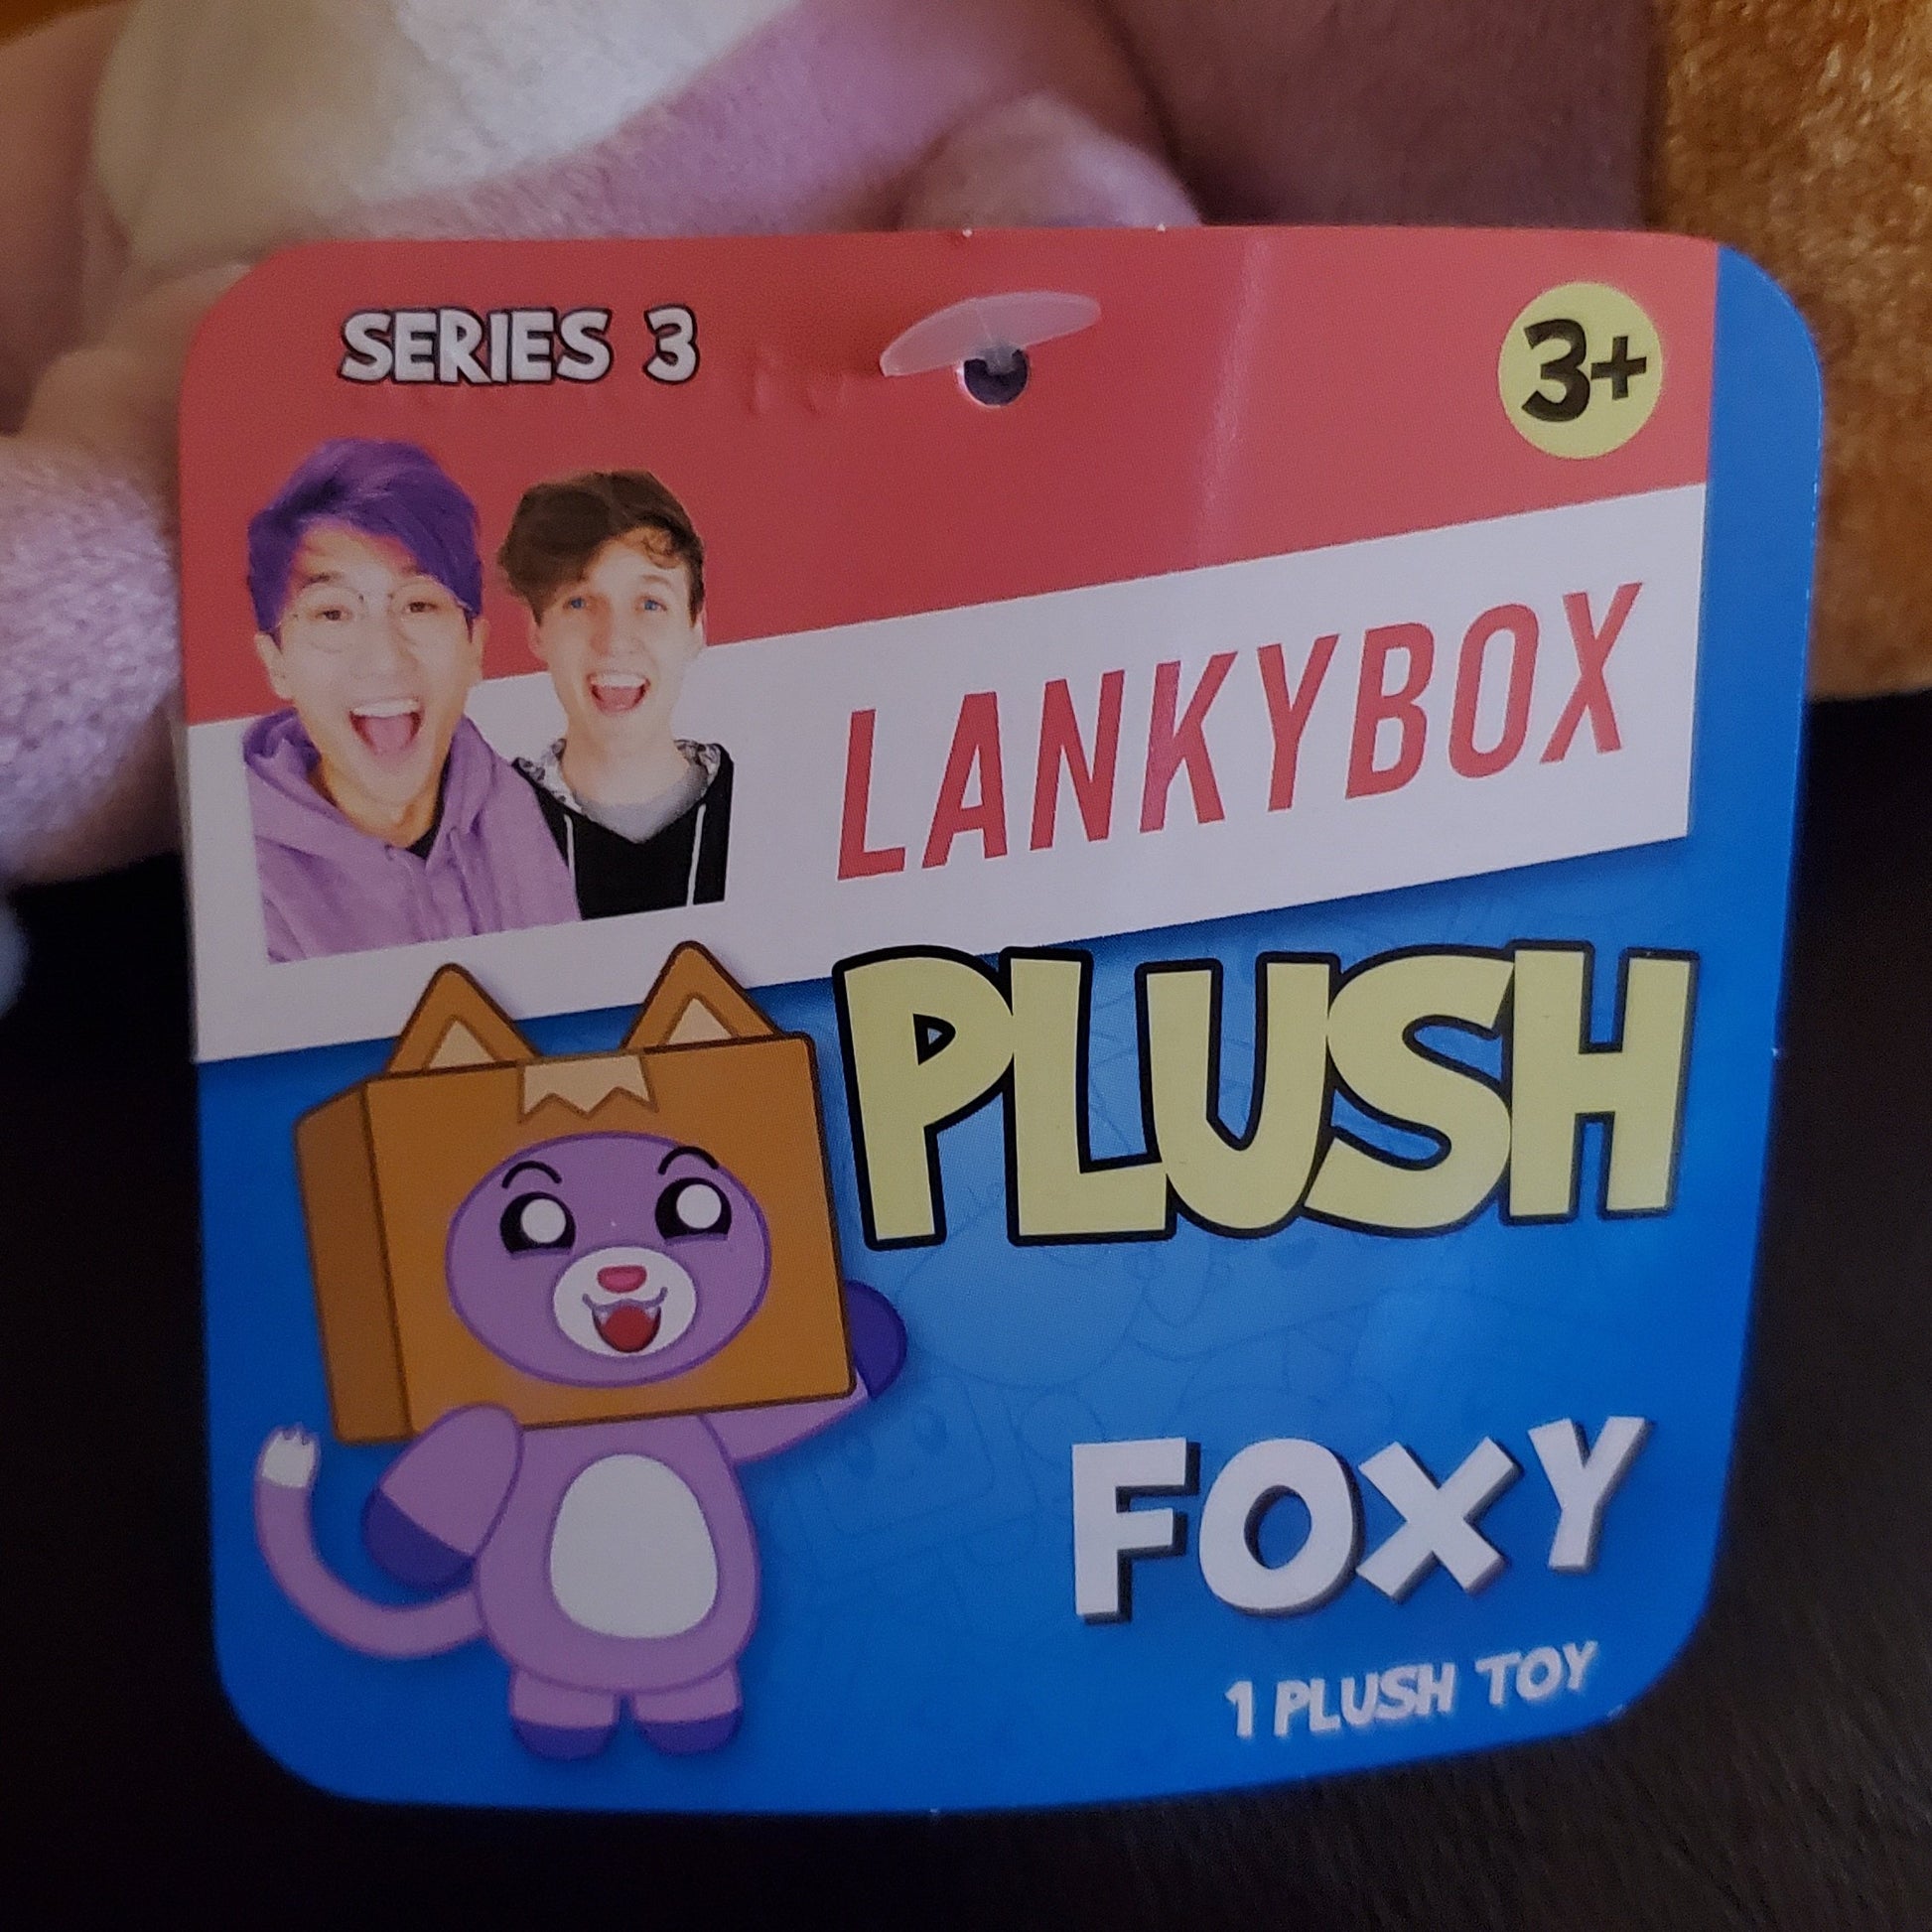 SERIES 3
3+
LANKYBOX
PLUSH
FOXY
1 PLUSH TOY